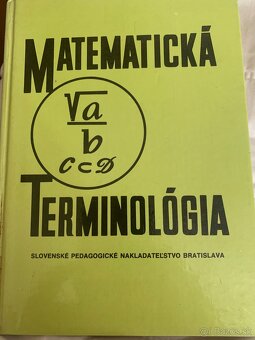 MATEMATICKÁ
√a
b
C⊂D
TERMINOLÓGIA
SLOVENSKÉ PEDAGOGICKÉ NAKLADATEĽSTVO BRATISLAVA